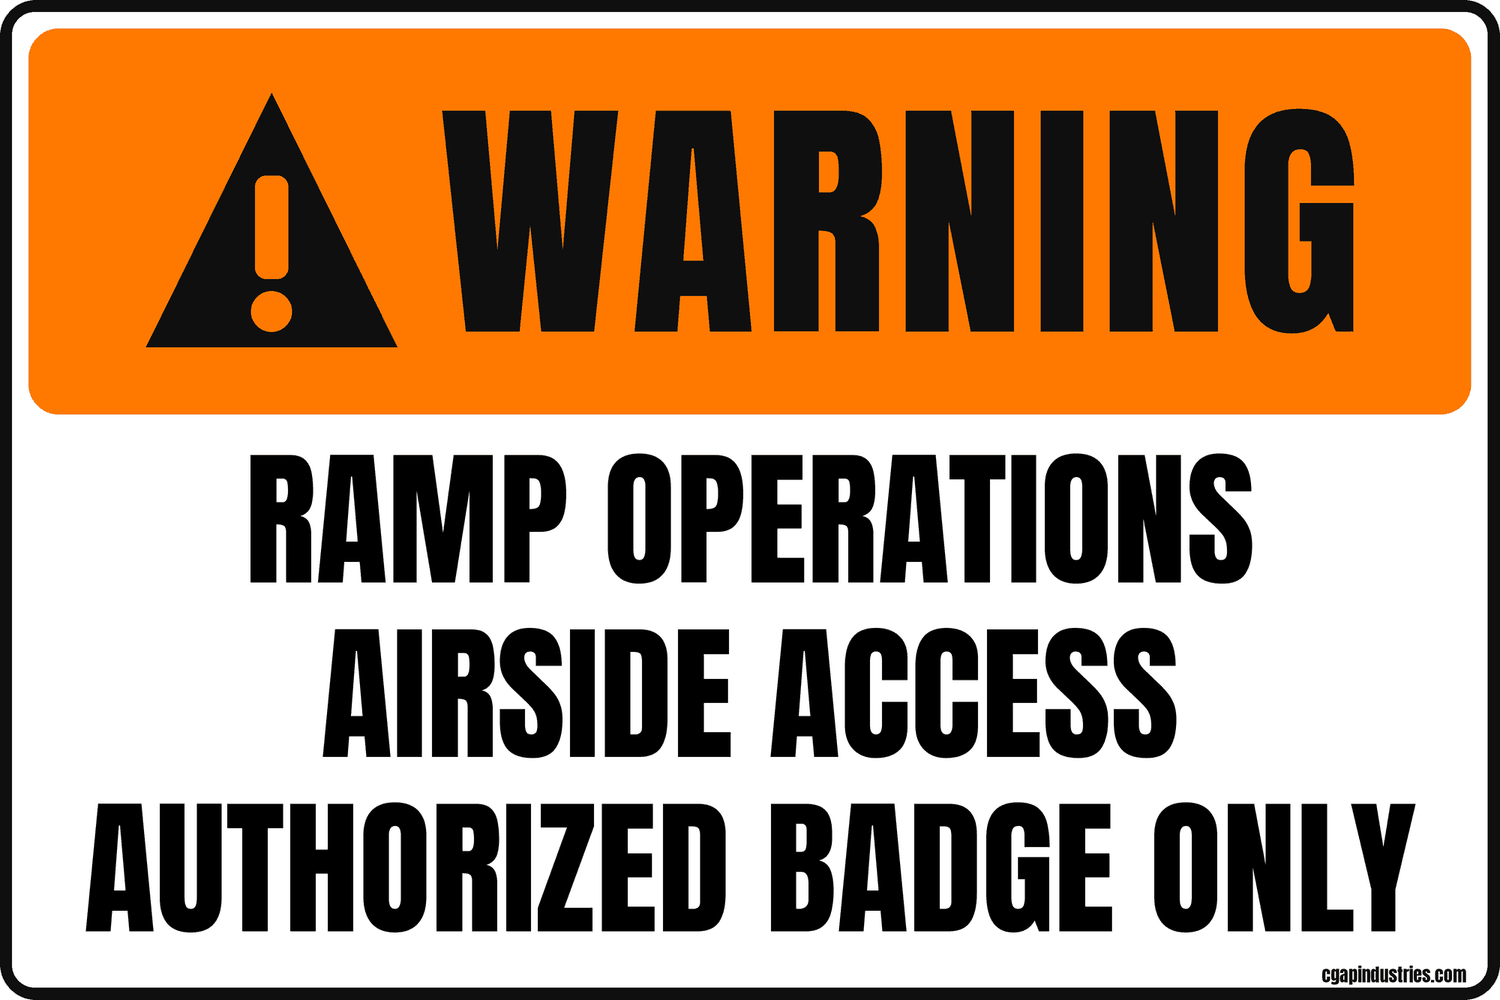 WARNING
RAMP OPERATIONS
AIRSIDE ACCESS
AUTHORIZED BADGE ONLY
cgapindustries.com